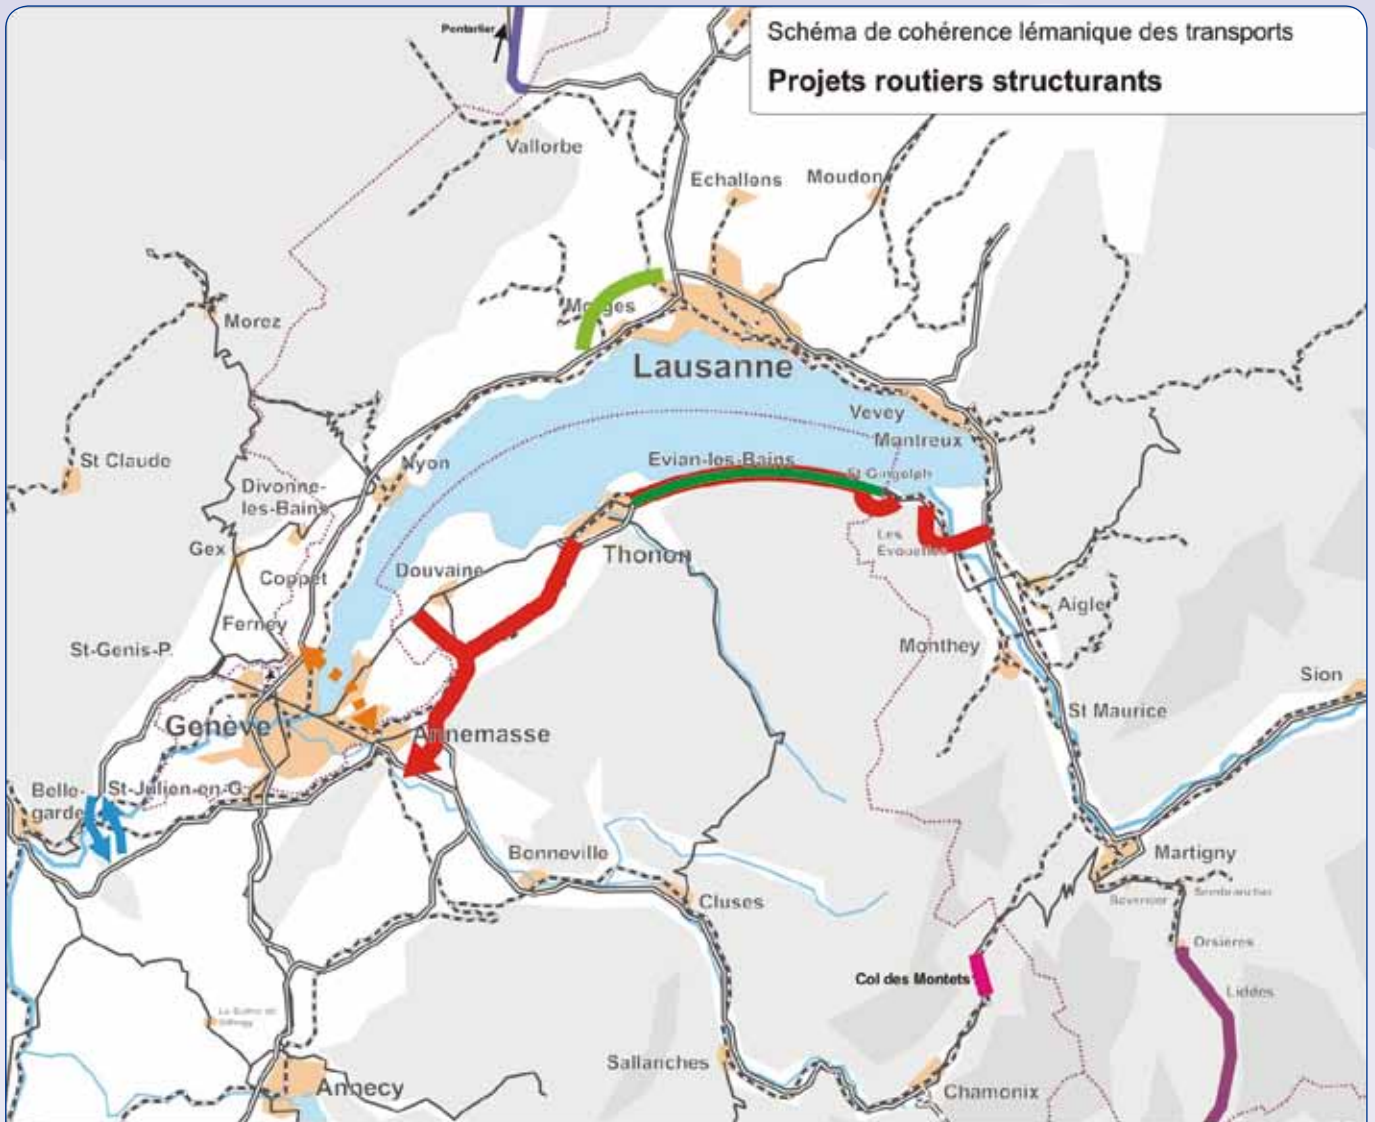 Pontarlier
Schéma de cohérence lémanique des transports
Projets routiers structurants
Vallorbe
Echallens
Moudon
Morges
Morez
Lausanne
Vevey
Montreux
St Claude
Nyon
Evian-les-Bains
St Gingolph
Divonne-
les-Bains
Gex
Les
Evouettes
Thonon
Coppet
Douvaine
Aigle
Ferney
St-Genis-P.
Monthey
Sion
St Maurice
Genève
Annemasse
Belle-
garde
St-Julien-en-G.
Bonneville
Martigny
Cluses
Sembrancher
Orsières
Col des Montets
Liddes
Sallanches
Annecy
Chamonix